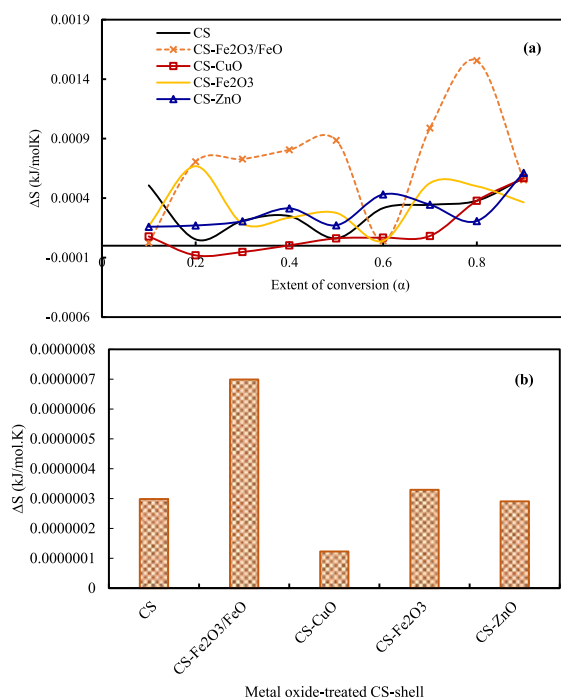 0.0019
0.0014
0.0009
0.0004
-0.0001
-0.0006
ΔS (kJ/molK)
CS
CS-Fe2O3/FeO
CS-CuO
CS-Fe2O3
CS-ZnO
(a)
0 0.2 0.4 0.6 0.8
Extent of conversion (α)
0.0000008
0.0000007
0.0000006
0.0000005
0.0000004
0.0000003
0.0000002
0.0000001
0
ΔS (kJ/mol.K)
(b)
CS
CS-Fe2O3/FeO
CS-CuO
CS-Fe2O3
CS-ZnO
Metal oxide-treated CS-shell